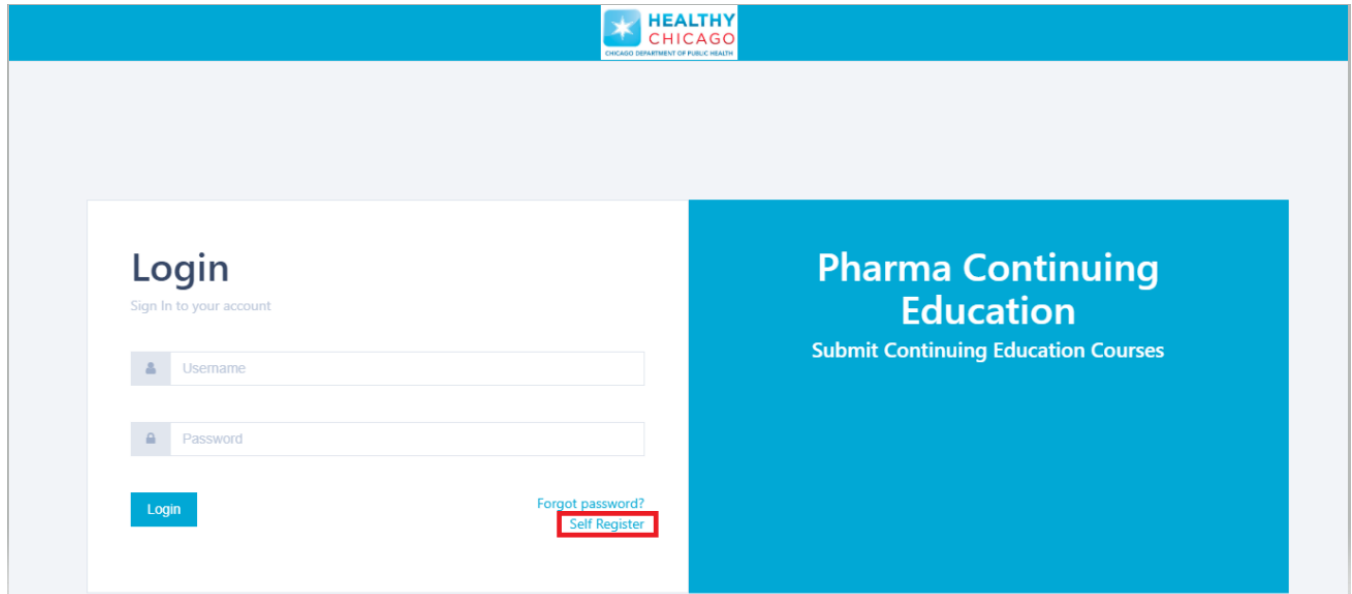 HEALTHY
CHICAGO
CHICAGO DEPARTMENT OF PUBLIC HEALTH
Login
Sign In to your account
Username
Password
Login
Forgot password?
Self Register
Pharma Continuing
Education
Submit Continuing Education Courses